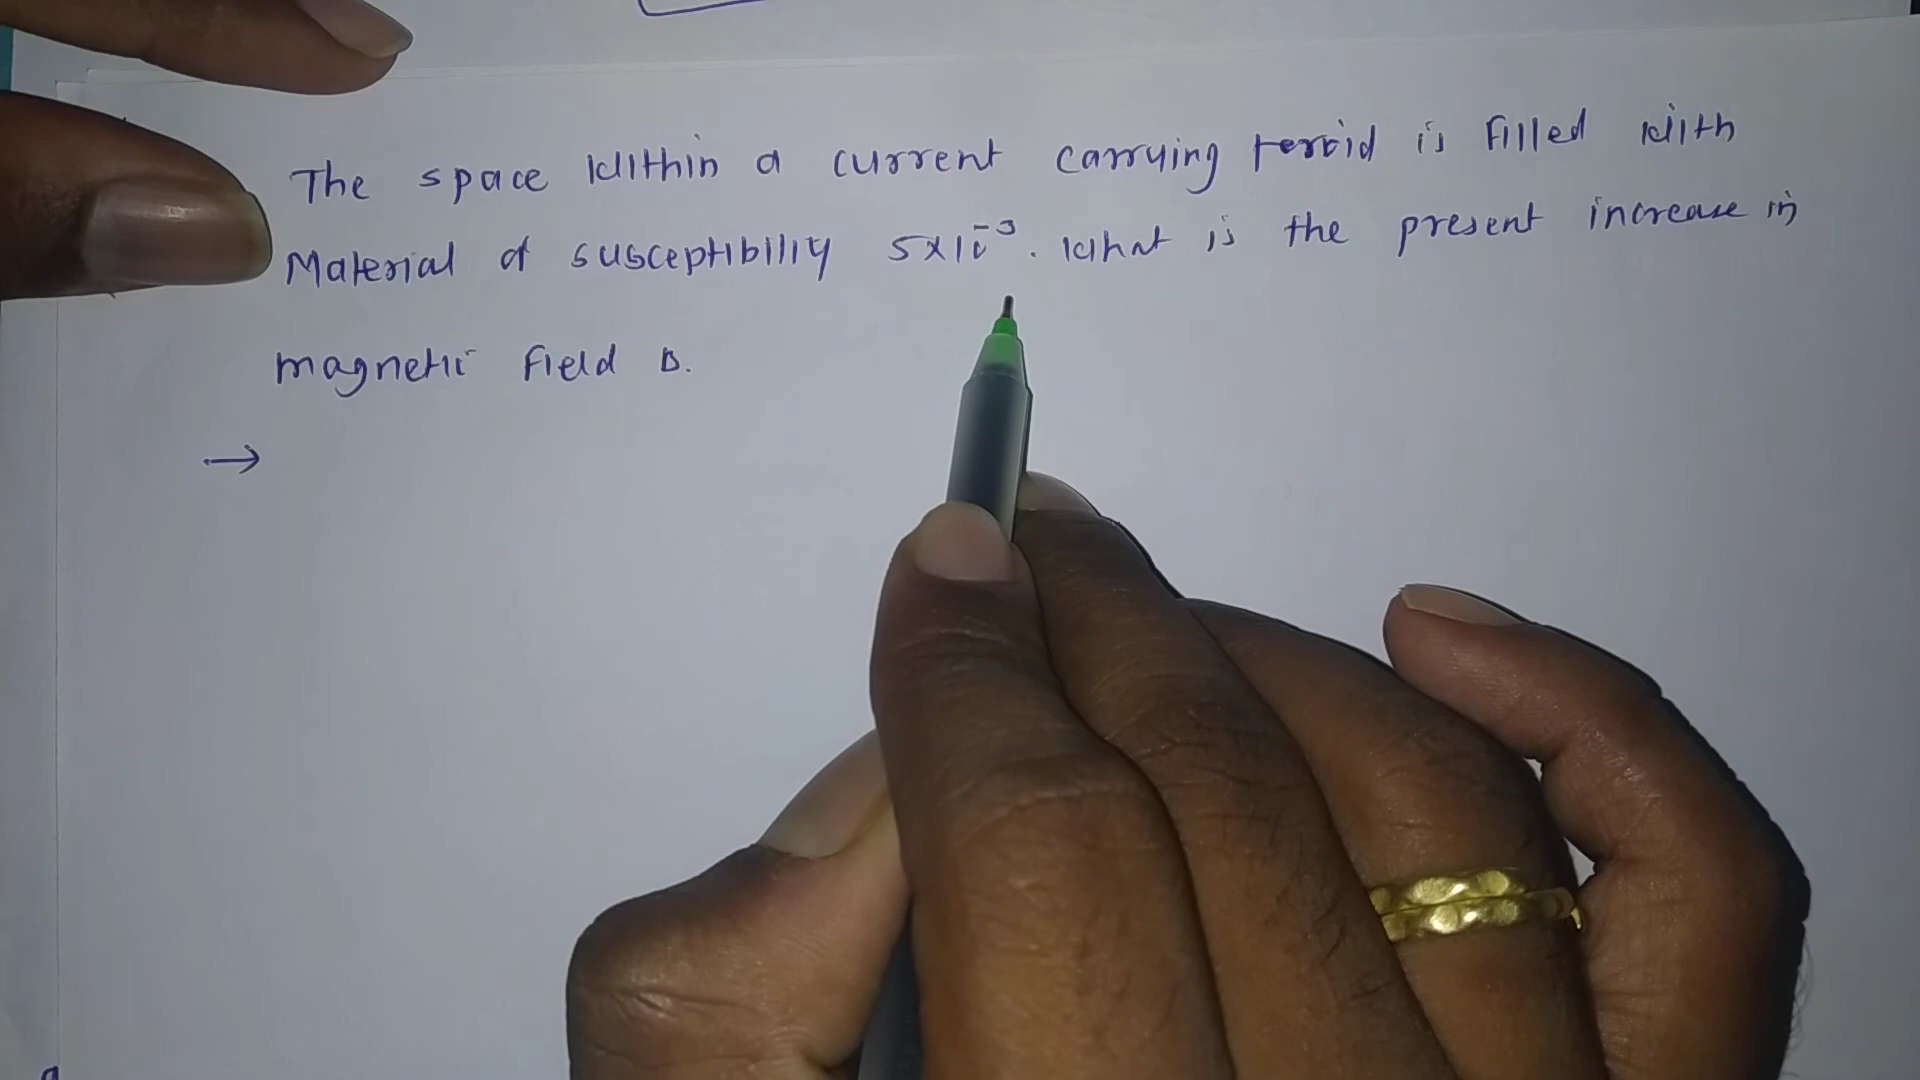 The space within a current carrying toroid is filled with
Material of susceptibility 5x10⁻³. What is the present increase in
magnetic field B.
→